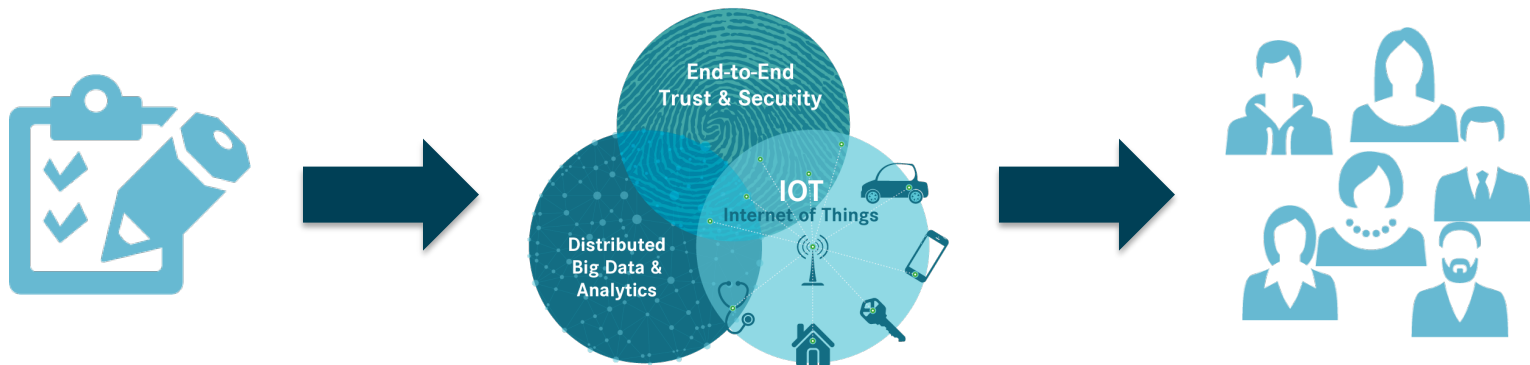 End-to-End
Trust & Security
IOT
Internet of Things
Distributed
Big Data &
Analytics